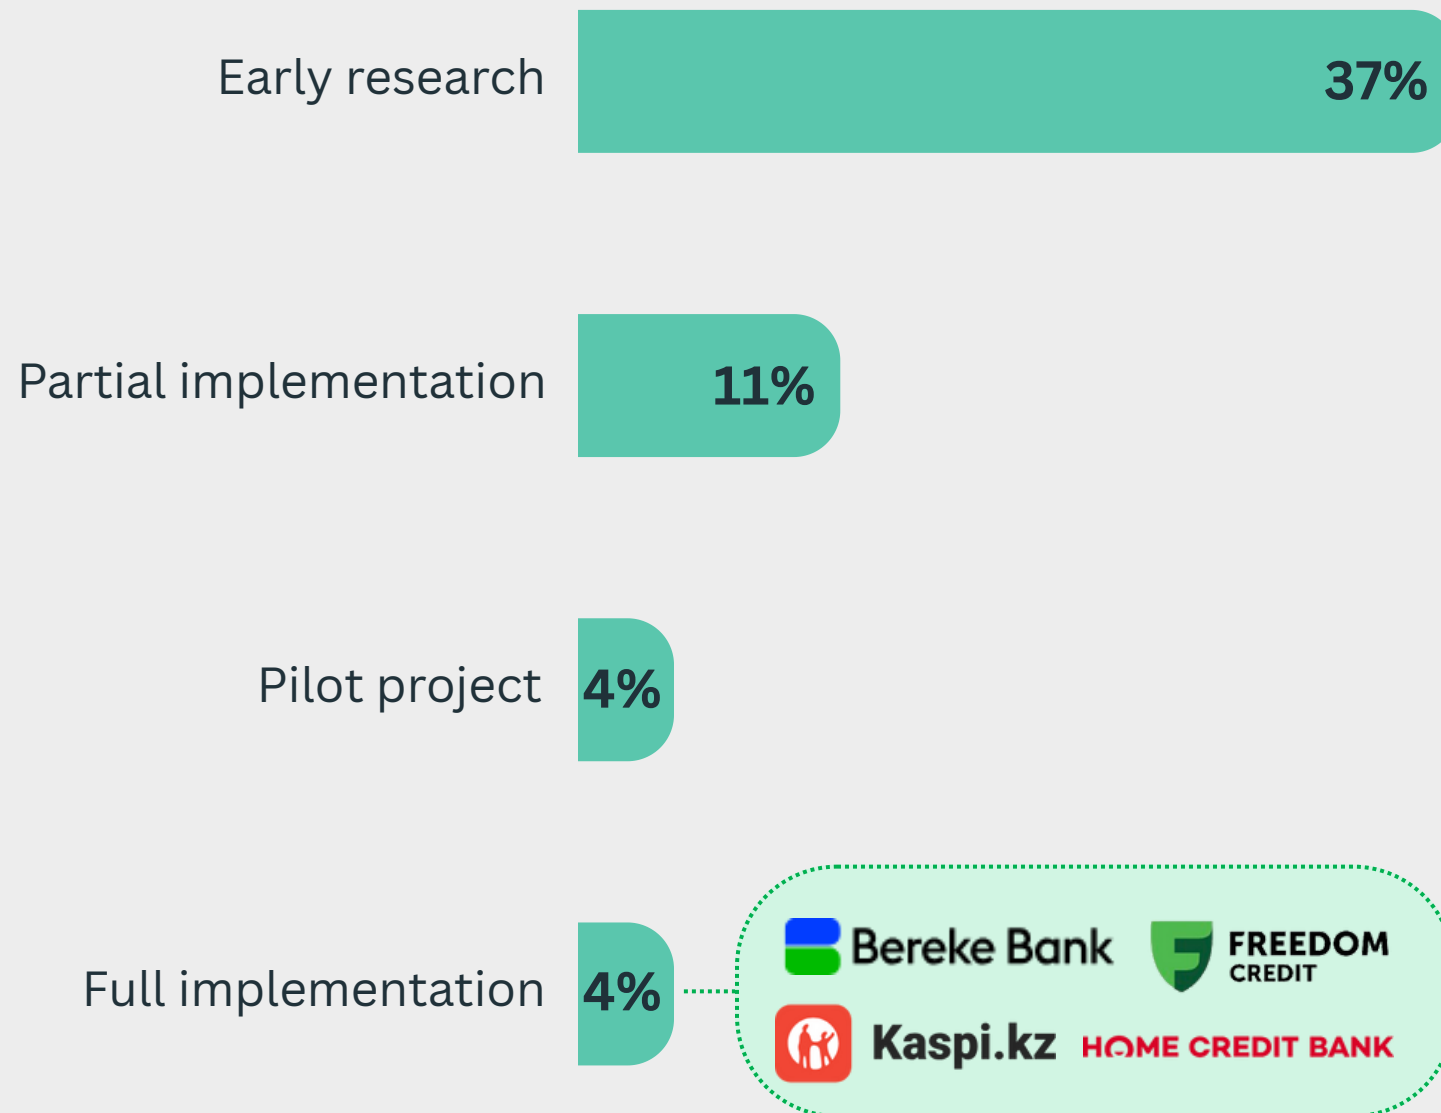 Early research 37%
Partial implementation 11%
Pilot project 4%
Full implementation 4%
Bereke Bank FREEDOM CREDIT
Kaspi.kz HOME CREDIT BANK